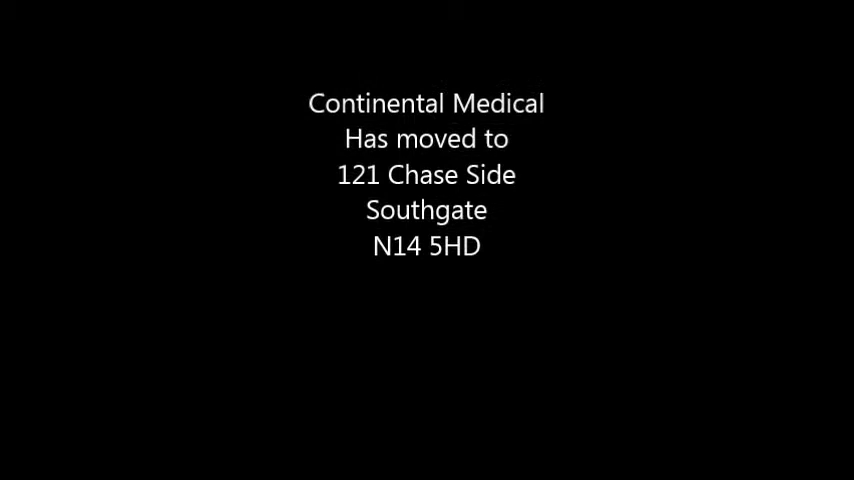 Continental Medical
Has moved to
121 Chase Side
Southgate
N14 5HD